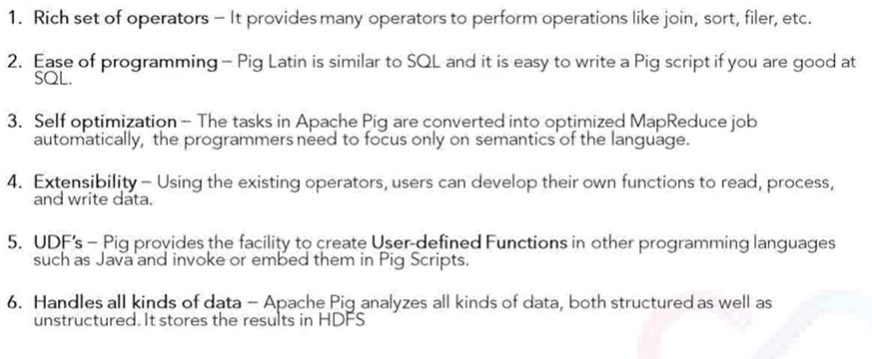 1. Rich set of operators – It provides many operators to perform operations like join, sort, filer, etc.
2. Ease of programming – Pig Latin is similar to SQL and it is easy to write a Pig script if you are good at
SQL.
3. Self optimization – The tasks in Apache Pig are converted into optimized MapReduce job
automatically, the programmers need to focus only on semantics of the language.
4. Extensibility – Using the existing operators, users can develop their own functions to read, process,
and write data.
5. UDF's – Pig provides the facility to create User-defined Functions in other programming languages
such as Java and invoke or embed them in Pig Scripts.
6. Handles all kinds of data – Apache Pig analyzes all kinds of data, both structured as well as
unstructured. It stores the results in HDFS